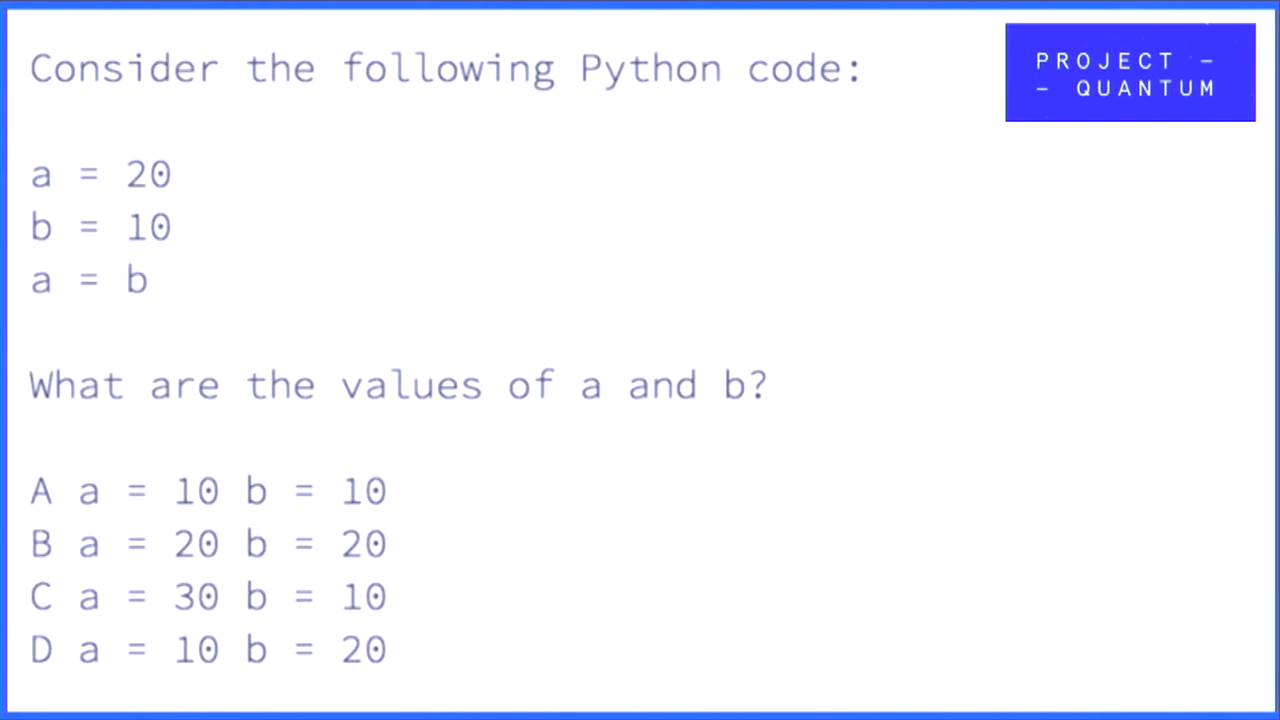 Consider the following Python code:
PROJECT –
– QUANTUM
a = 20
b = 10
a = b
What are the values of a and b?
A a = 10 b = 10
B a = 20 b = 20
C a = 30 b = 10
D a = 10 b = 20